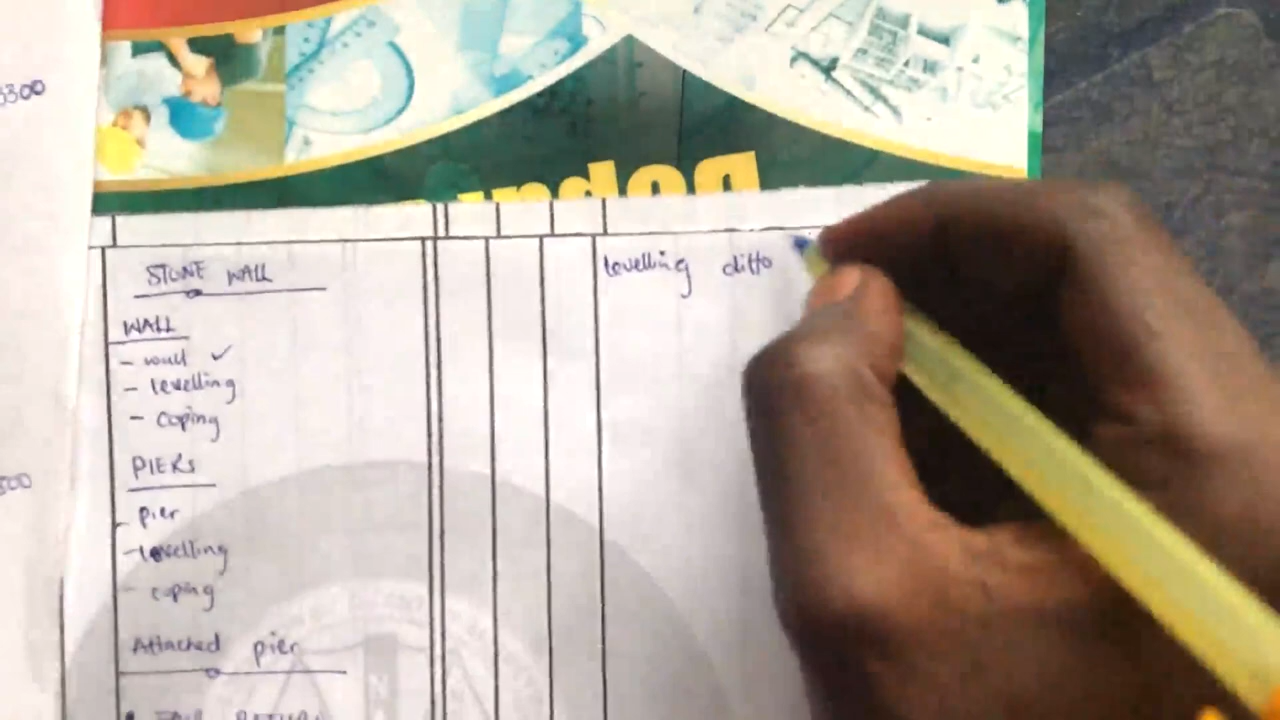 3300
levelling ditto
STONE WALL
WALL
- wall ✓
- levelling
- coping
PIERS
- pier
- levelling
- coping
Attached pier